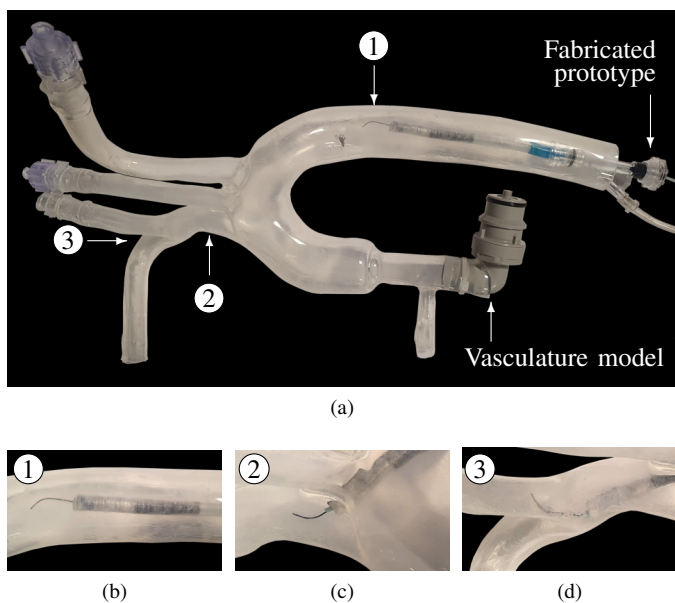 1
Fabricated
prototype
3
2
Vasculature model
(a)
1
2
3
(b)
(c)
(d)